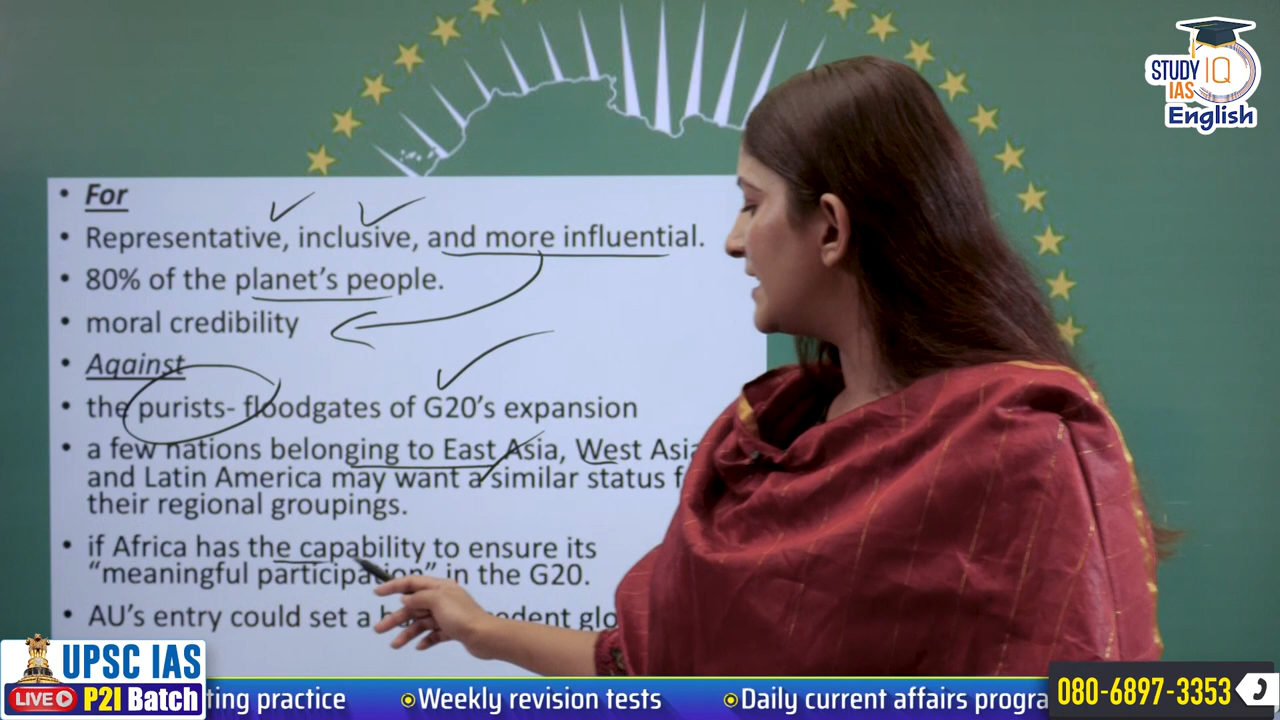 STUDY IQ
IAS
English
• For
• Representative, inclusive, and more influential.
• 80% of the planet’s people.
• moral credibility
• Against
• the purists- floodgates of G20’s expansion
• a few nations belonging to East Asia, West Asia
and Latin America may want a similar status
their regional groupings.
• if Africa has the capability to ensure its
“meaningful participation” in the G20.
• AU’s entry could set a
UPSC IAS
LIVE P2I Batch
practice
Weekly revision tests
Daily current affairs
080-6897-3353